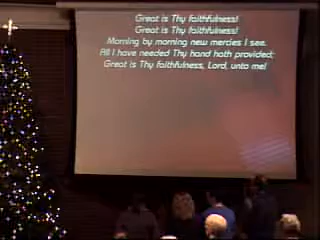 Great is Thy faithfulness!
Great is Thy faithfulness!
Morning by morning new mercies I see.
All I have needed Thy hand hath provided;
Great is Thy faithfulness, Lord, unto me!